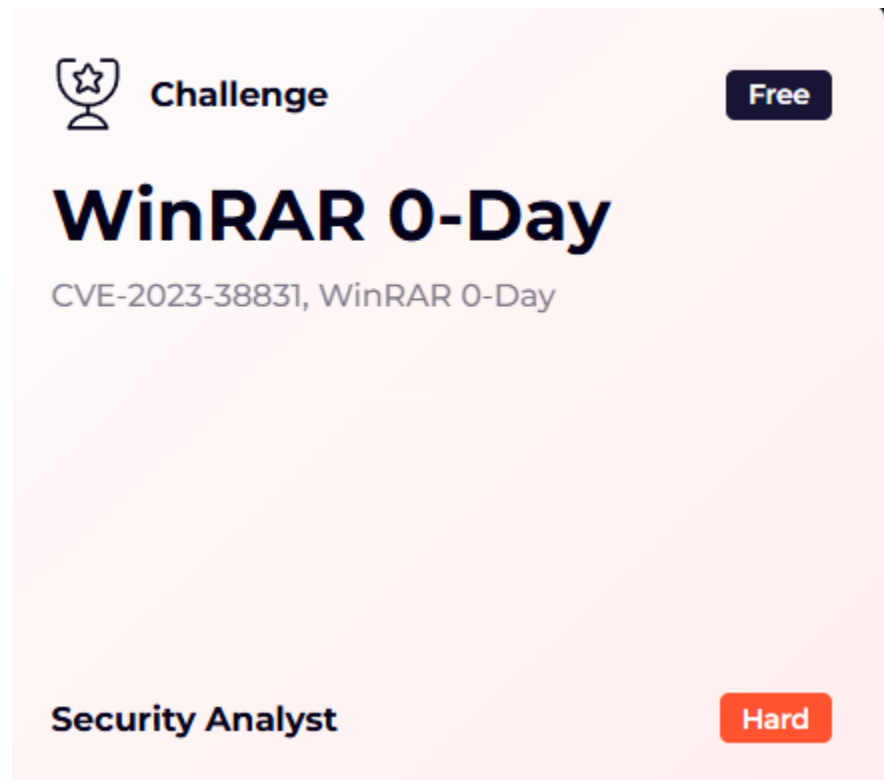 Challenge
Free
WinRAR 0-Day
CVE-2023-38831, WinRAR 0-Day
Security Analyst
Hard